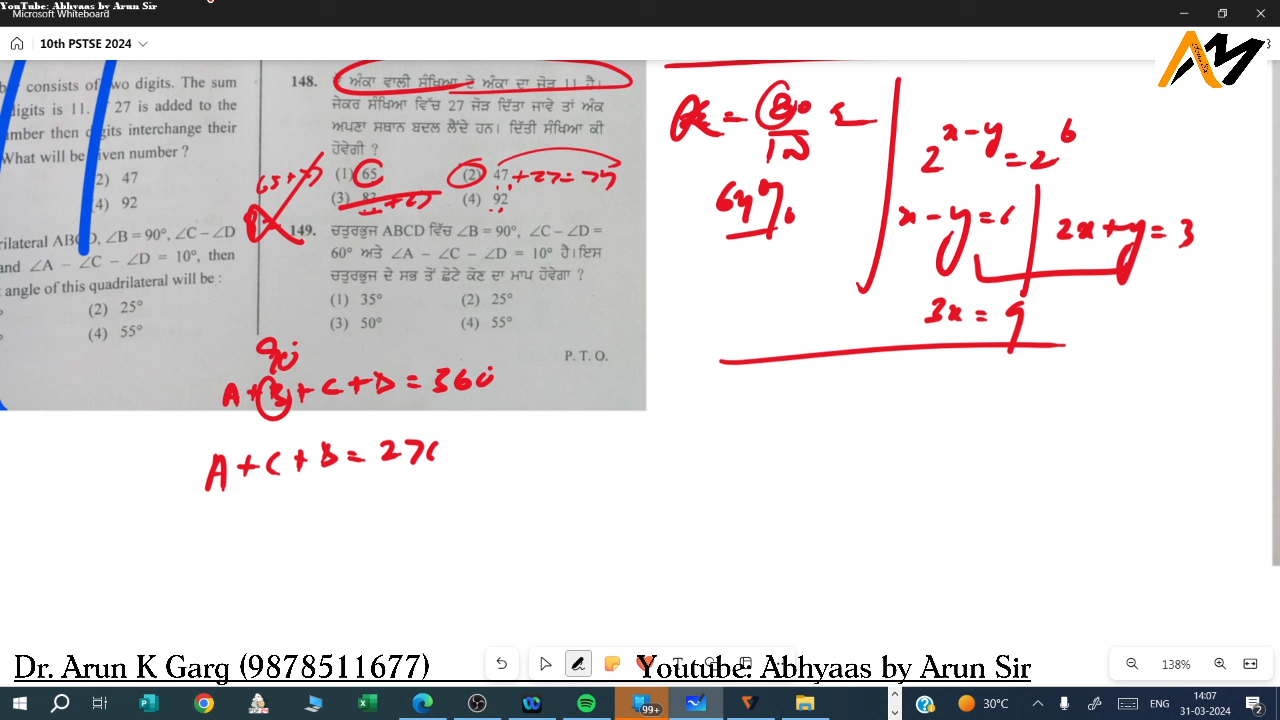 YouTube: Abhyaas by Arun Sir
Microsoft Whiteboard
10th PSTSE 2024
consists of two digits. The sum
digits is 11. 27 is added to the
mber then digits interchange their
What will be given number ?
2) 47
(4) 92
rilateral ABCD, ∠B = 90°, ∠C – ∠D
and ∠A – ∠C – ∠D = 10°, then
angle of this quadrilateral will be :
(2) 25°
(4) 55°
148. ਅੰਕਾ ਵਾਲੀ ਸੰਖਿਆ ਦੇ ਅੰਕਾ ਦਾ ਜੋੜ 11 ਹੈ।
ਜੇਕਰ ਸੰਖਿਆ ਵਿੱਚ 27 ਜੋੜ ਦਿੱਤਾ ਜਾਵੇ ਤਾਂ ਅੰਕ
ਅਪਣਾ ਸਥਾਨ ਬਦਲ ਲੈਂਦੇ ਹਨ। ਦਿੱਤੀ ਸੰਖਿਆ ਕੀ
ਹੋਵੇਗੀ ?
(1) 65 (2) 47 +27=74
(3) 83 (4) 92
149. ਚਤੁਰਭੁਜ ABCD ਵਿੱਚ ∠B = 90°, ∠C – ∠D =
60° ਅਤੇ ∠A – ∠C – ∠D = 10° ਹੈ।ਇਸ
ਚਤੁਰਭੁਜ ਦੇ ਸਭ ਤੋਂ ਛੋਟੇ ਕੋਣ ਦਾ ਮਾਪ ਹੋਵੇਗਾ ?
(1) 35° (2) 25°
(3) 50° (4) 55°
P. T. O.
90°
A + B + C + D = 360°
A + C + D = 270
2^x-y = 2^6
x - y = 6
2x + y = 3
3x = 9
Dr. Arun K Garg (9878511677)
Youtube: Abhyaas by Arun Sir
138%
99+
30°C
ENG
14:07
31-03-2024
2